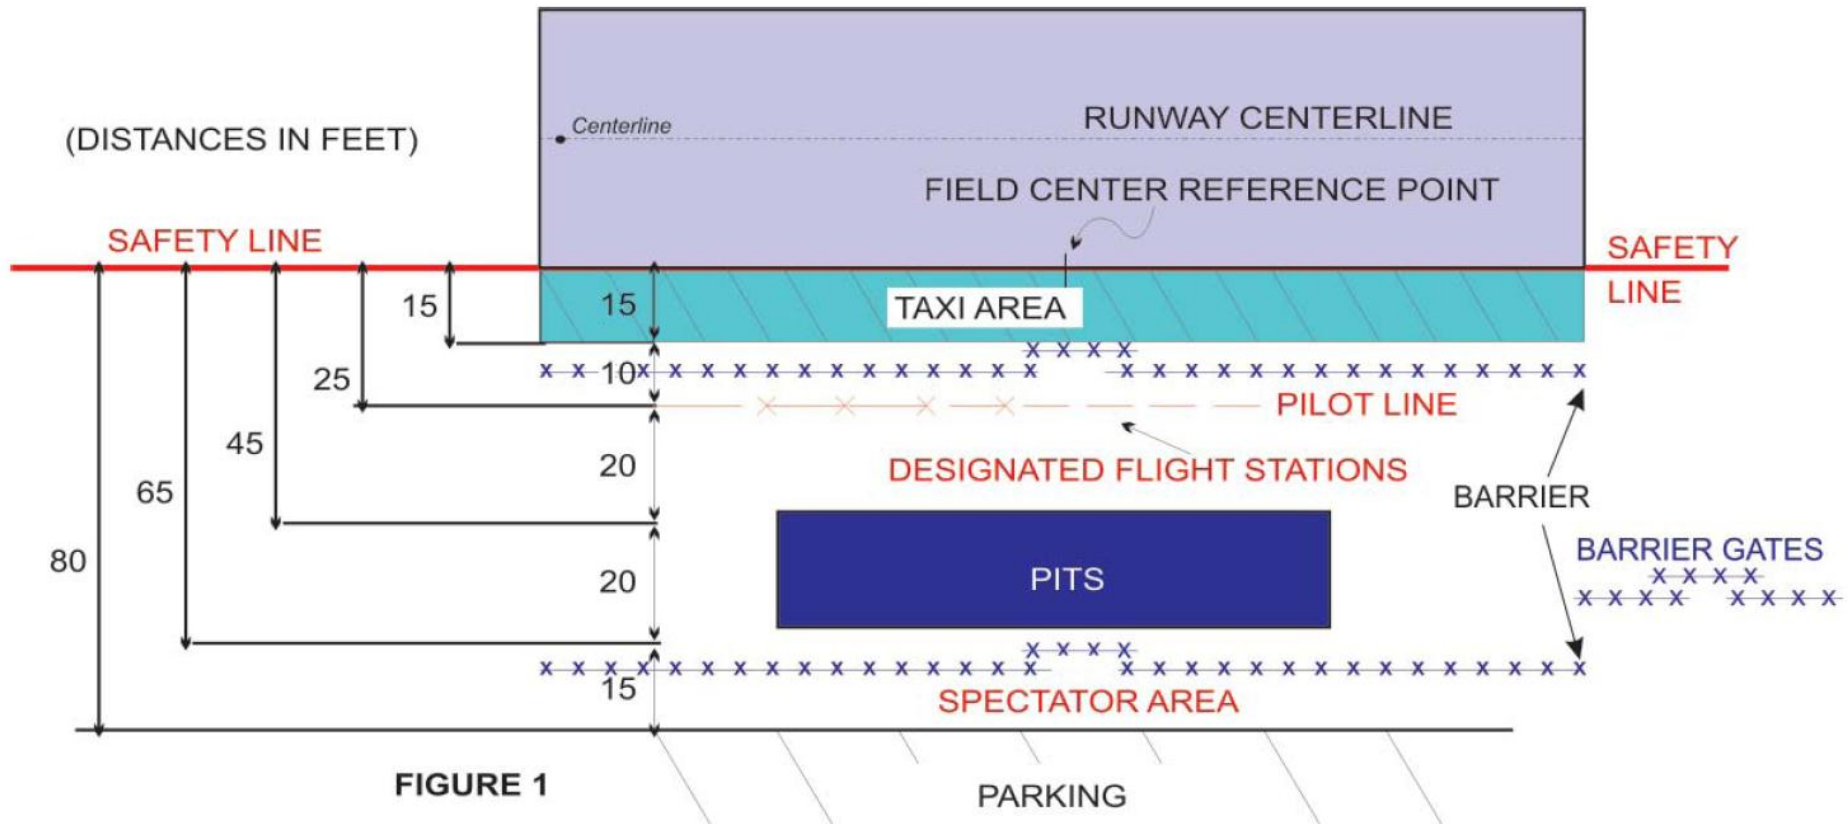 Centerline
RUNWAY CENTERLINE
(DISTANCES IN FEET)
FIELD CENTER REFERENCE POINT
SAFETY LINE
SAFETY
LINE
15
15
TAXI AREA
25
10
PILOT LINE
45
20
DESIGNATED FLIGHT STATIONS
65
BARRIER
80
20
PITS
BARRIER GATES
15
SPECTATOR AREA
FIGURE 1
PARKING